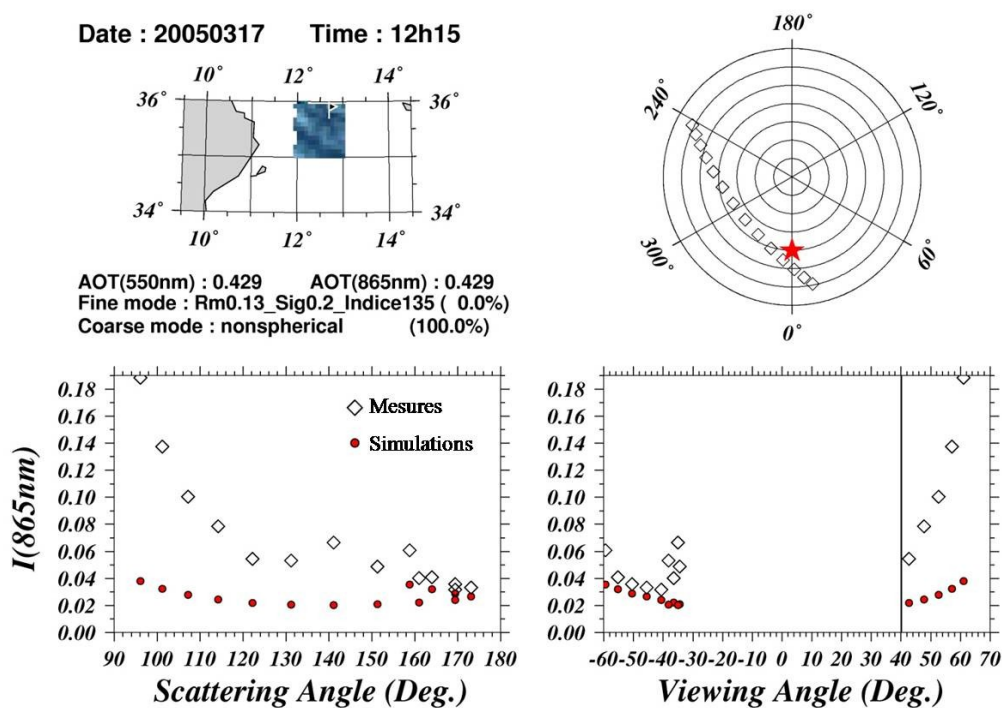 Date : 20050317 Time : 12h15
10° 12° 14°
36° 36°
34° 34°
10° 12° 14°
AOT(550nm) : 0.429 AOT(865nm) : 0.429
Fine mode : Rm0.13_Sig0.2_Indice135 ( 0.0%)
Coarse mode : nonspherical (100.0%)
180°
240° 120°
300° 60°
0°
I(865nm)
0.18
0.16
0.14
0.12
0.10
0.08
0.06
0.04
0.02
0.00
Mesures
Simulations
90 100 110 120 130 140 150 160 170 180
Scattering Angle (Deg.)
0.18
0.16
0.14
0.12
0.10
0.08
0.06
0.04
0.02
0.00
-60 -50 -40 -30 -20 -10 0 10 20 30 40 50 60 70
Viewing Angle (Deg.)